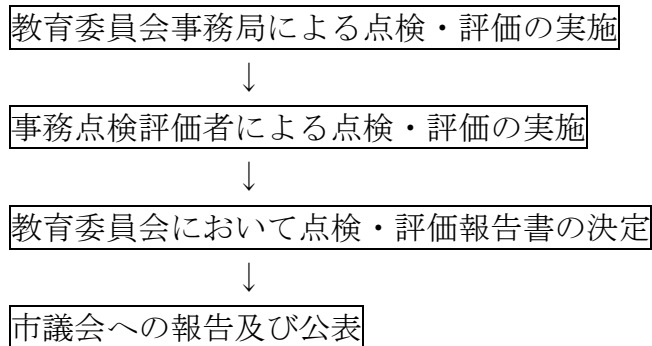 教育委員会事務局による点検・評価の実施
↓
事務点検評価者による点検・評価の実施
↓
教育委員会において点検・評価報告書の決定
↓
市議会への報告及び公表